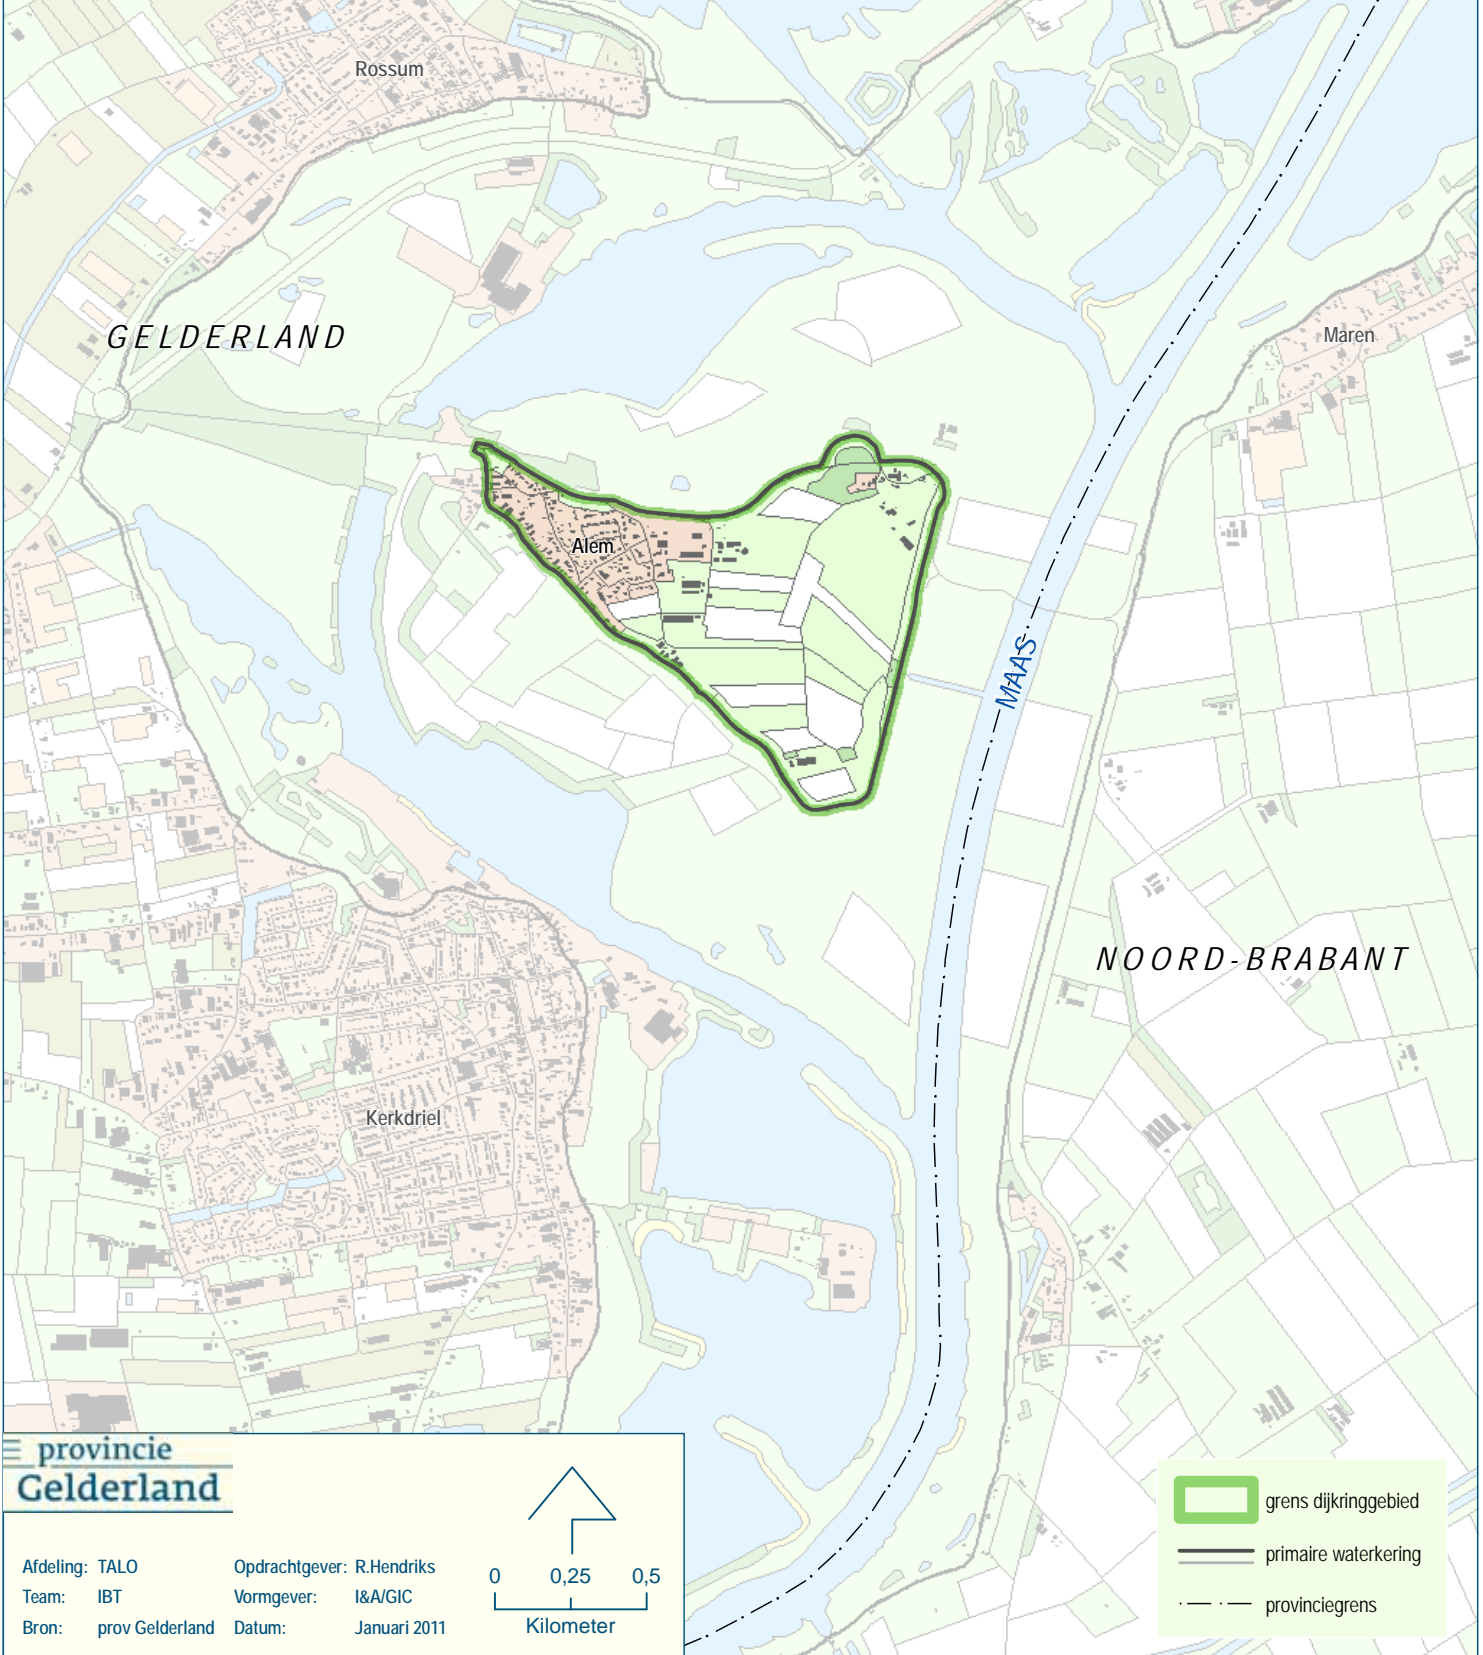 Rossum
GELDERLAND
Maren
Alem
MAAS
NOORD-BRABANT
Kerkdriel
provincie
Gelderland
Afdeling: TALO Opdrachtgever: R.Hendriks
Team: IBT Vormgever: I&A/GIC
Bron: prov Gelderland Datum: Januari 2011
0 0,25 0,5
Kilometer
grens dijkringgebied
primaire waterkering
provinciegrens